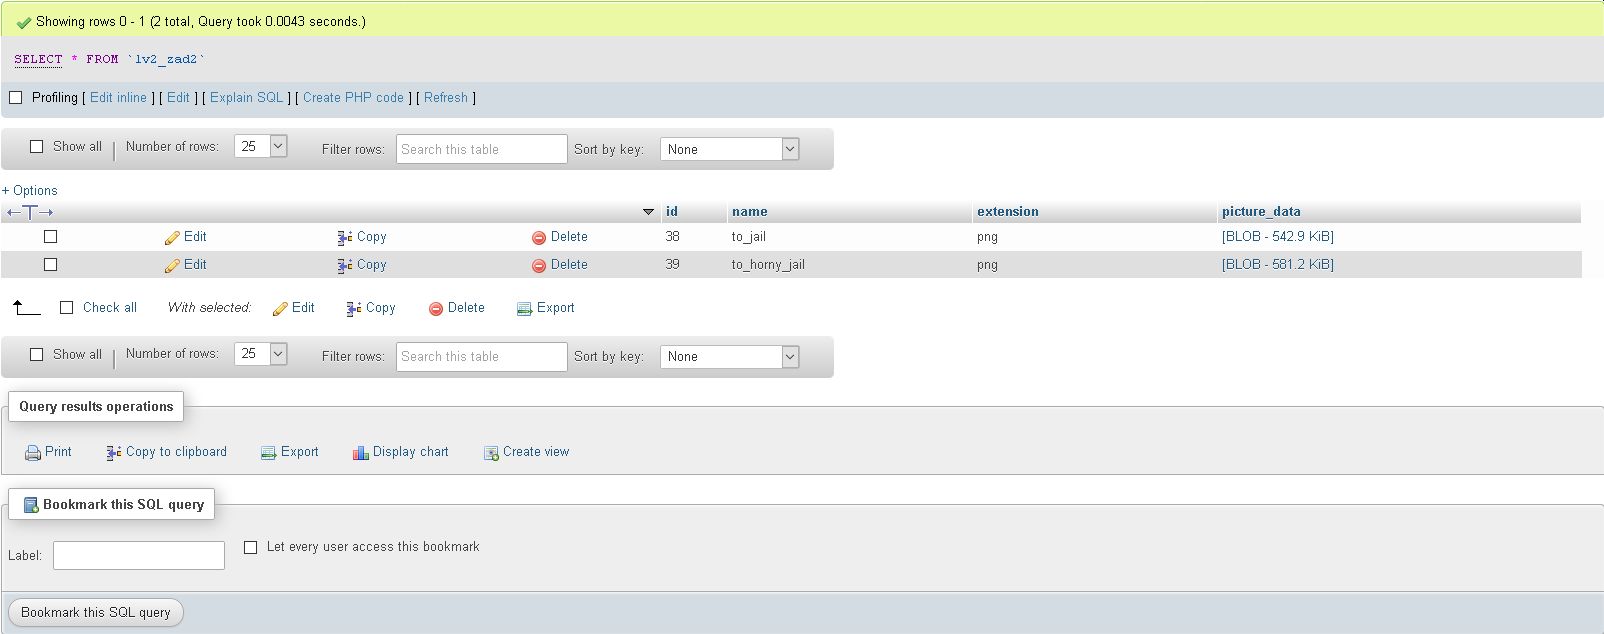 Showing rows 0 - 1 (2 total, Query took 0.0043 seconds.)
SELECT * FROM `lv2_zad2`
Profiling [ Edit inline ] [ Edit ] [ Explain SQL ] [ Create PHP code ] [ Refresh ]
Show all | Number of rows: 25 Filter rows: Search this table Sort by key: None
+ Options
←T→ id name extension picture_data
Edit Copy Delete 38 to_jail png [BLOB - 542.9 KiB]
Edit Copy Delete 39 to_horny_jail png [BLOB - 581.2 KiB]
Check all With selected: Edit Copy Delete Export
Show all | Number of rows: 25 Filter rows: Search this table Sort by key: None
Query results operations
Print Copy to clipboard Export Display chart Create view
Bookmark this SQL query
Label: Let every user access this bookmark
Bookmark this SQL query